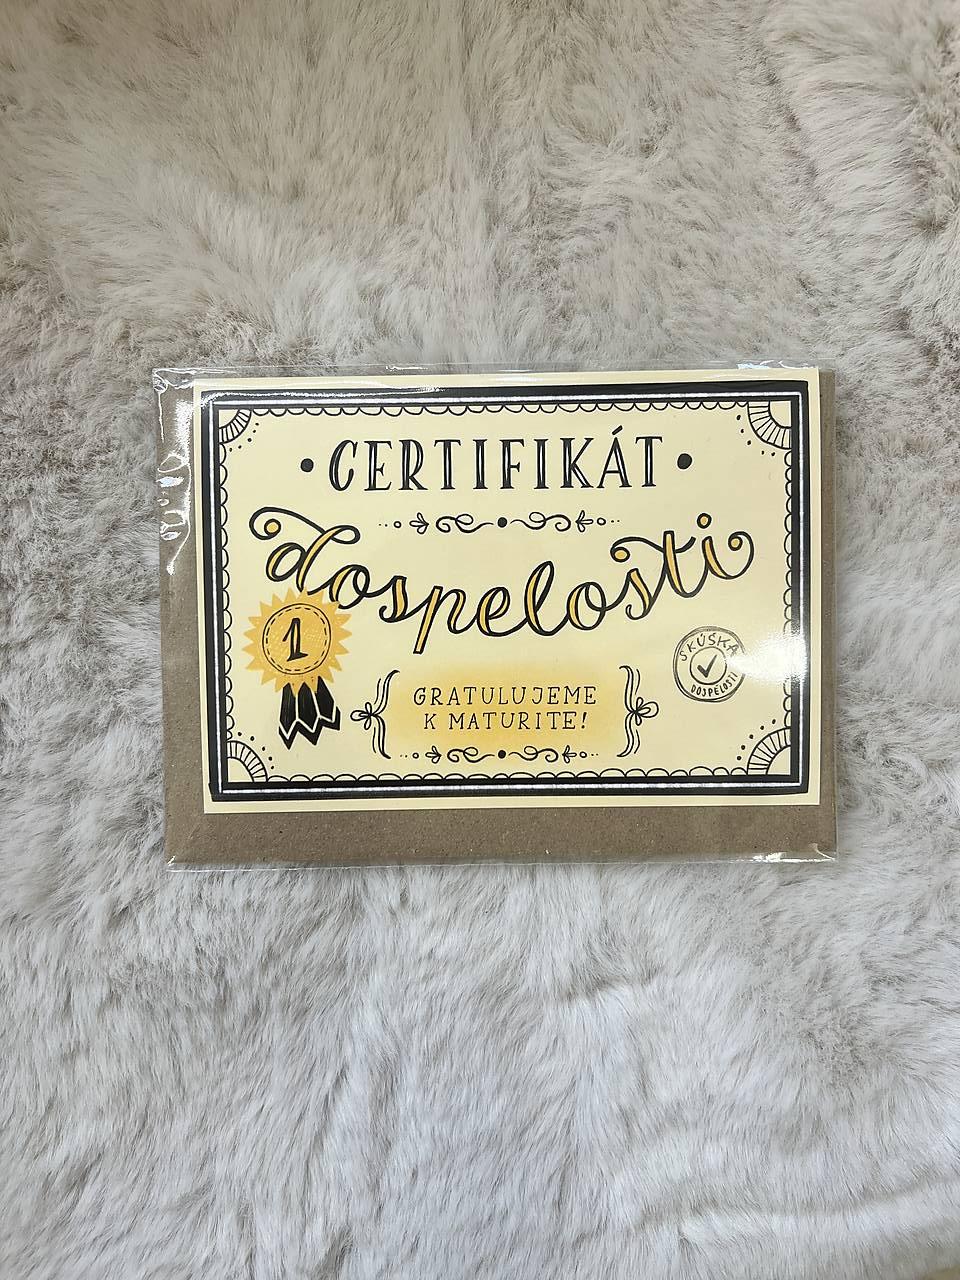 CERTIFIKÁT
dospelosti
1
SKÚŠKA
DOSPELOSTI
GRATULUJEME
K MATURITE!